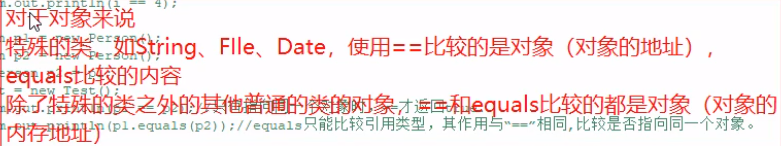 m.out.println(i == 4);
对于对象来说
= new Person();
特殊的类，如String、FIle、Date，使用==比较的是对象（对象的地址），
= new Person();
equals比较的内容
= new Test();
除了特殊的类之外的其他普通的类的对象，==和equals比较的都是对象（对象的
m.out.println(p1.equals(p2));//equals只能比较引用类型，其作用与“==”相同,比较是否指向同一个对象。
内存地址）